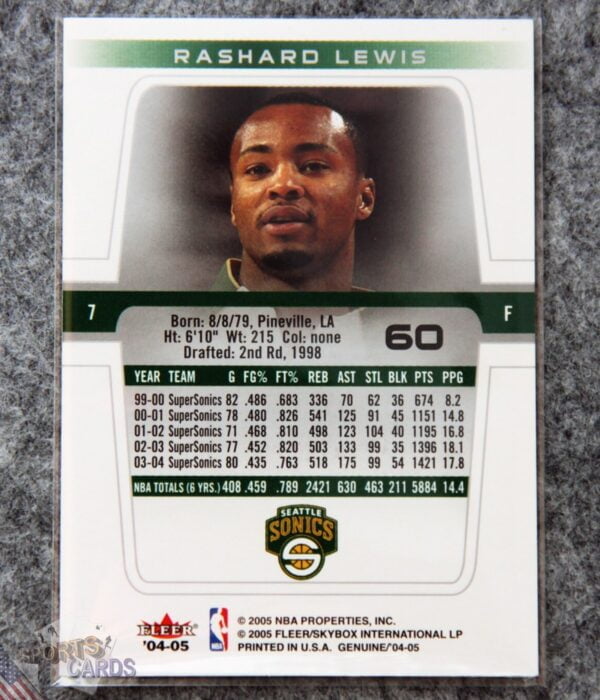 RASHARD LEWIS
7
F
Born: 8/8/79, Pineville, LA
Ht: 6'10" Wt: 215 Col: none
Drafted: 2nd Rd, 1998
60
YEAR TEAM G FG% FT% REB AST STL BLK PTS PPG
99-00 SuperSonics 82 .486 .683 336 70 62 36 674 8.2
00-01 SuperSonics 78 .480 .826 541 125 91 45 1151 14.8
01-02 SuperSonics 71 .468 .810 498 123 104 40 1195 16.8
02-03 SuperSonics 77 .452 .820 503 133 99 35 1396 18.1
03-04 SuperSonics 80 .435 .763 518 175 99 54 1421 17.8
NBA TOTALS (6 YRS.) 408 .459 .789 2421 630 463 211 5884 14.4
SEATTLE
SONICS
FLEER
'04-05
NBA
© 2005 NBA PROPERTIES, INC.
© 2005 FLEER/SKYBOX INTERNATIONAL LP
PRINTED IN U.S.A. GENUINE/'04-05
SPORTS
CARDS